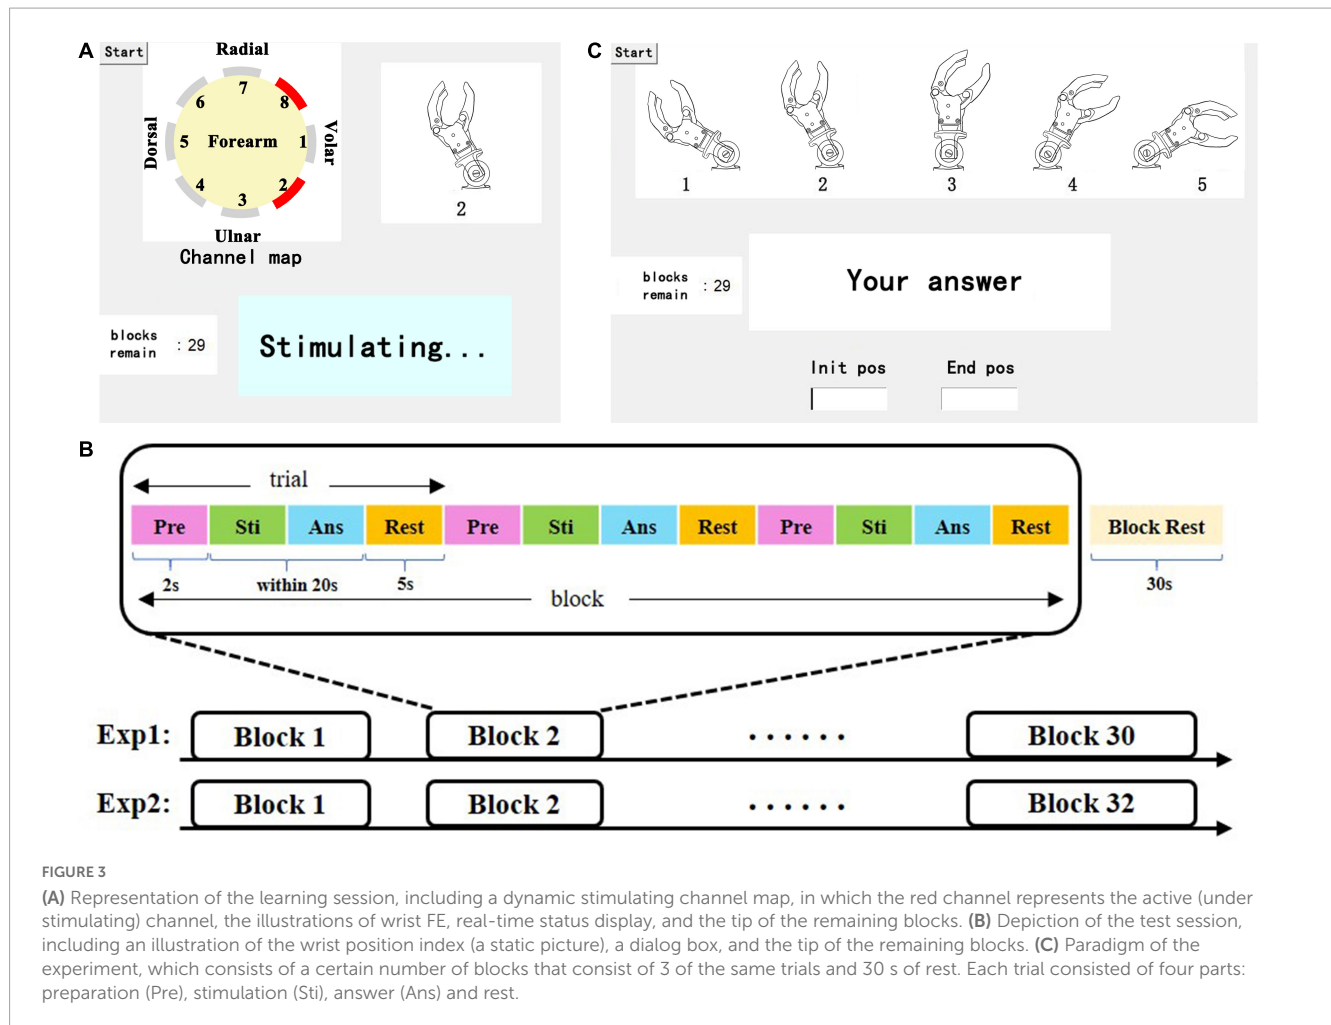 A
Start
Radial
7
6
8
Dorsal
5
Forearm
1
Volar
4
2
3
Ulnar
Channel map
2
blocks
remain
: 29
Stimulating...
C
Start
1
2
3
4
5
blocks
remain
: 29
Your answer
Init pos
End pos
B
trial
Pre
Sti
Ans
Rest
Pre
Sti
Ans
Rest
Pre
Sti
Ans
Rest
Block Rest
2s
within 20s
5s
30s
block
Exp1:
Block 1
Block 2
......
Block 30
Exp2:
Block 1
Block 2
......
Block 32
FIGURE 3
(A) Representation of the learning session, including a dynamic stimulating channel map, in which the red channel represents the active (under
stimulating) channel, the illustrations of wrist FE, real-time status display, and the tip of the remaining blocks. (B) Depiction of the test session,
including an illustration of the wrist position index (a static picture), a dialog box, and the tip of the remaining blocks. (C) Paradigm of the
experiment, which consists of a certain number of blocks that consist of 3 of the same trials and 30 s of rest. Each trial consisted of four parts:
preparation (Pre), stimulation (Sti), answer (Ans) and rest.